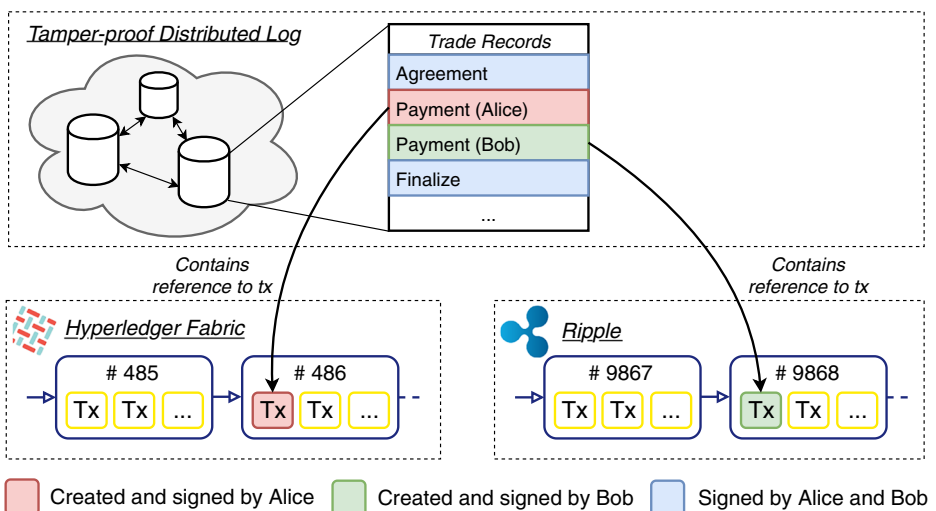 Tamper-proof Distributed Log
Trade Records
Agreement
Payment (Alice)
Payment (Bob)
Finalize
...
Contains
reference to tx
Contains
reference to tx
Hyperledger Fabric
# 485
Tx Tx ...
# 486
Tx Tx ...
Ripple
# 9867
Tx Tx ...
# 9868
Tx Tx ...
Created and signed by Alice
Created and signed by Bob
Signed by Alice and Bob